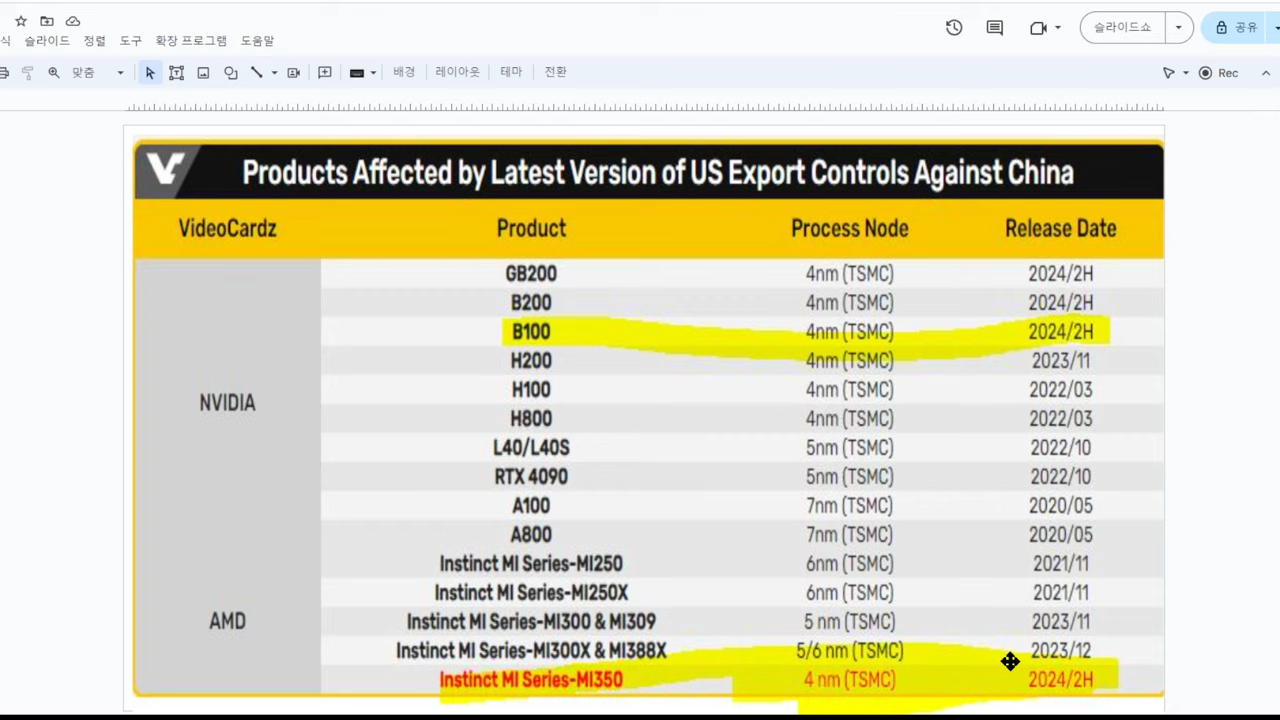 식 슬라이드 정렬 도구 확장 프로그램 도움말
슬라이드쇼
공유
맞춤
배경 레이아웃 테마 전환
Rec
Products Affected by Latest Version of US Export Controls Against China
VideoCardz Product Process Node Release Date
NVIDIA
GB200 4nm (TSMC) 2024/2H
B200 4nm (TSMC) 2024/2H
B100 4nm (TSMC) 2024/2H
H200 4nm (TSMC) 2023/11
H100 4nm (TSMC) 2022/03
H800 4nm (TSMC) 2022/03
L40/L40S 5nm (TSMC) 2022/10
RTX 4090 5nm (TSMC) 2022/10
A100 7nm (TSMC) 2020/05
A800 7nm (TSMC) 2020/05
AMD
Instinct MI Series-MI250 6nm (TSMC) 2021/11
Instinct MI Series-MI250X 6nm (TSMC) 2021/11
Instinct MI Series-MI300 & MI309 5 nm (TSMC) 2023/11
Instinct MI Series-MI300X & MI388X 5/6 nm (TSMC) 2023/12
Instinct MI Series-MI350 4 nm (TSMC) 2024/2H